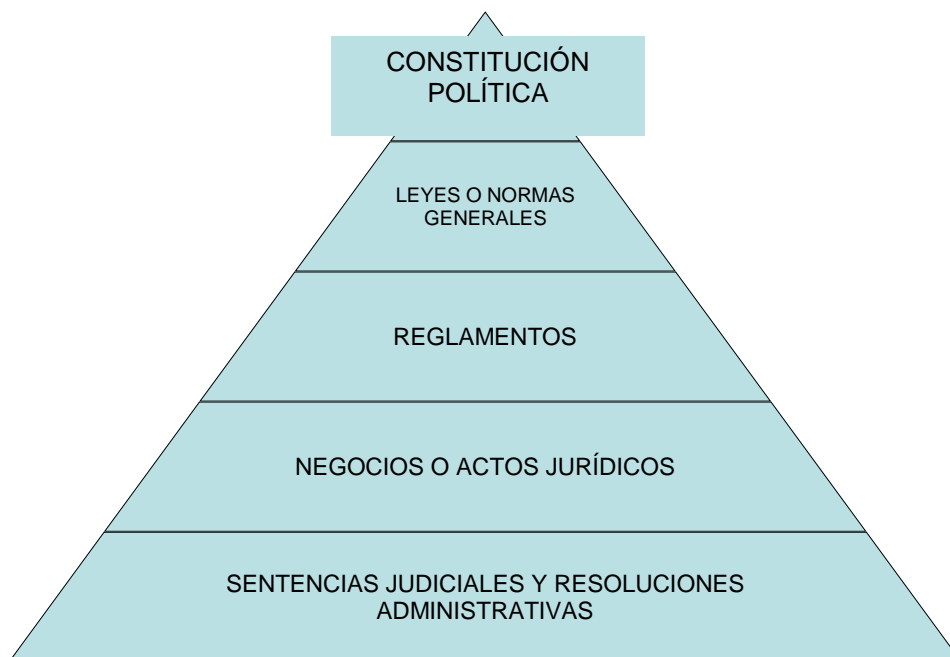 CONSTITUCIÓN
POLÍTICA
LEYES O NORMAS
GENERALES
REGLAMENTOS
NEGOCIOS O ACTOS JURÍDICOS
SENTENCIAS JUDICIALES Y RESOLUCIONES
ADMINISTRATIVAS